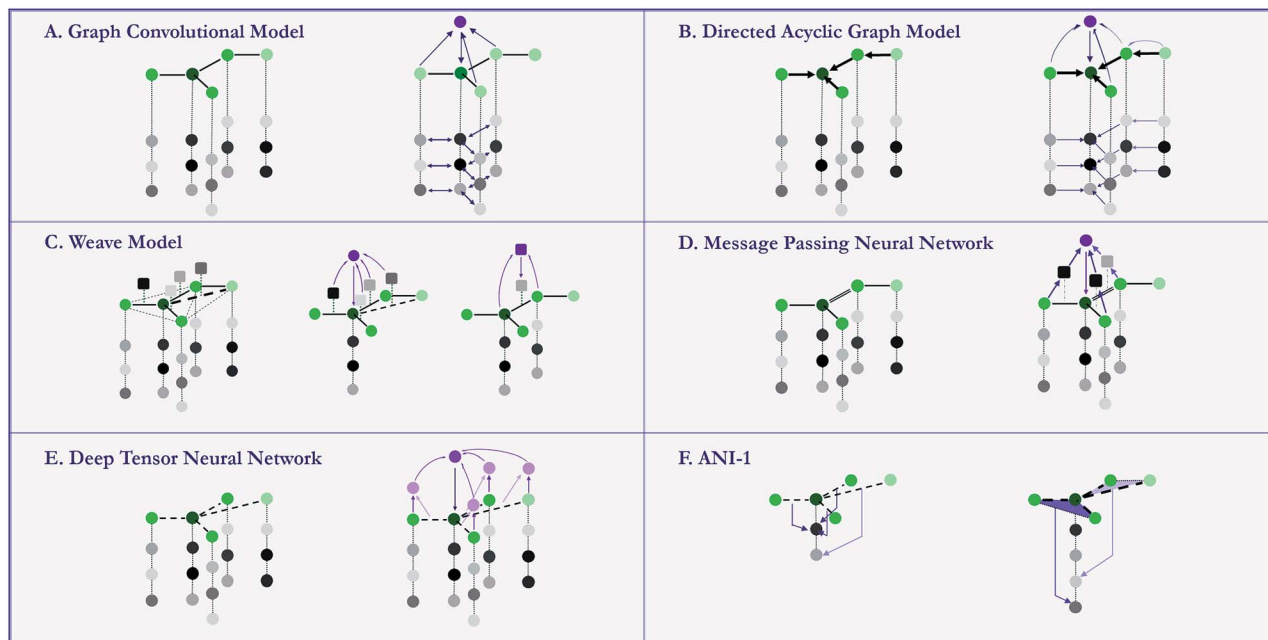 A. Graph Convolutional Model
B. Directed Acyclic Graph Model
C. Weave Model
D. Message Passing Neural Network
E. Deep Tensor Neural Network
F. ANI-1